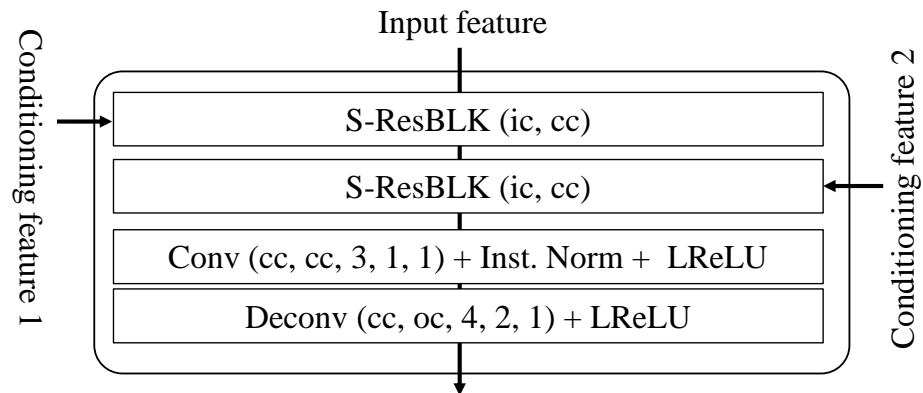 Input feature
Conditioning feature 1
S-ResBLK (ic, cc)
S-ResBLK (ic, cc)
Conditioning feature 2
Conv (cc, cc, 3, 1, 1) + Inst. Norm + LReLU
Deconv (cc, oc, 4, 2, 1) + LReLU